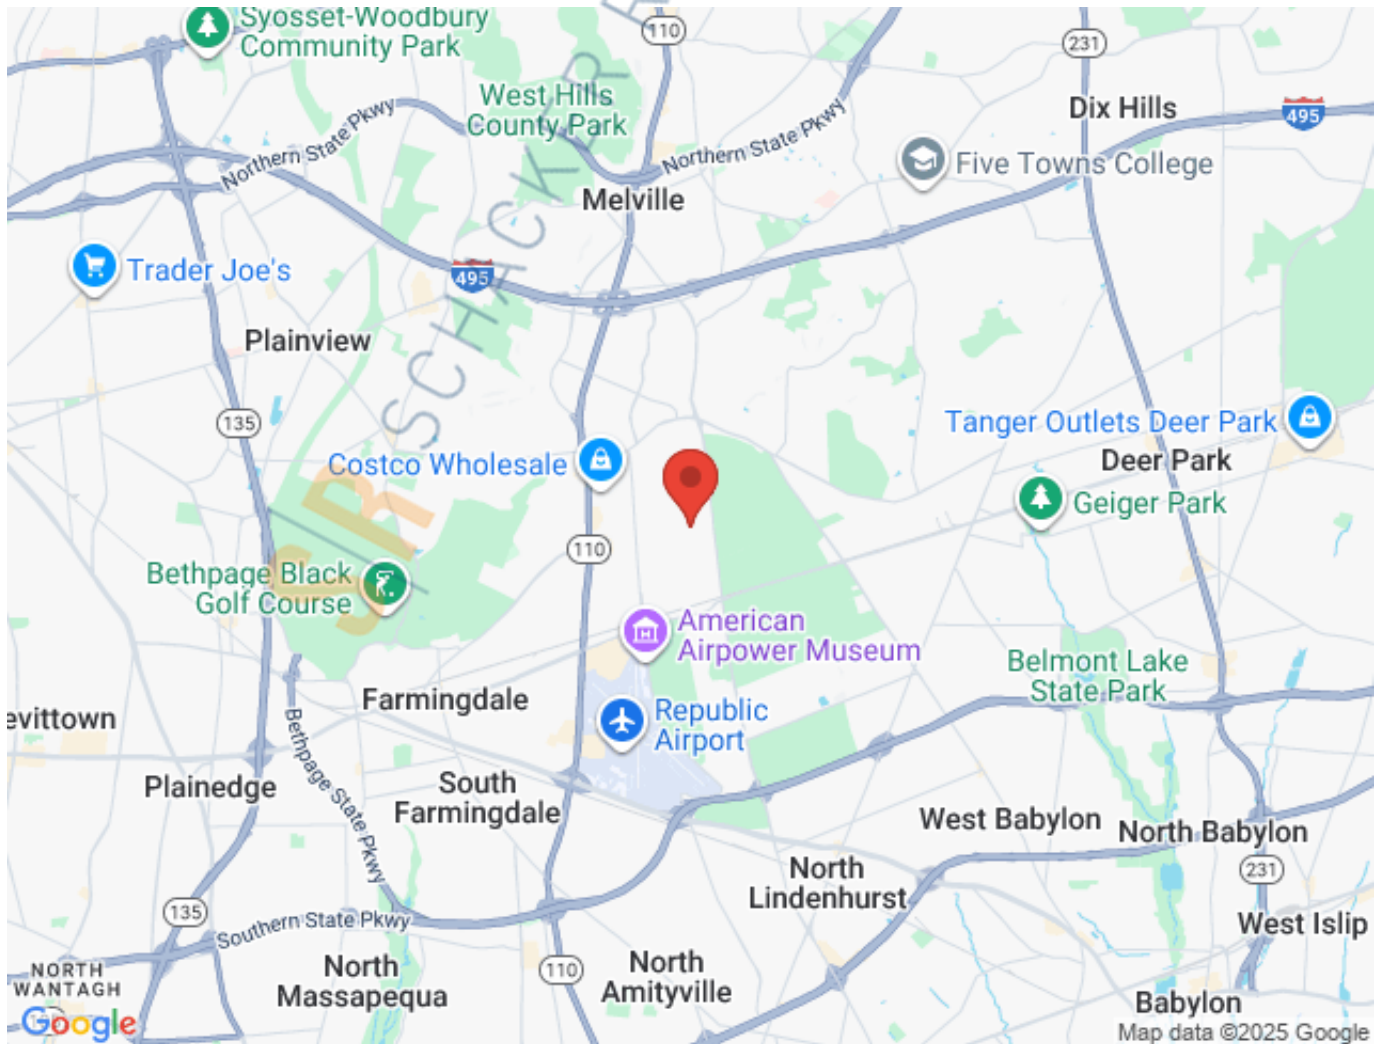 Syosset-Woodbury
Community Park
110
231
West Hills
County Park
Dix Hills
495
Northern State Pkwy
Northern State Pkwy
Five Towns College
Melville
Trader Joe's
495
SCHACKER R
Plainview
135
Tanger Outlets Deer Park
Costco Wholesale
Deer Park
Geiger Park
SR
110
Bethpage Black
Golf Course
American
Airpower Museum
Belmont Lake
State Park
Farmingdale
evittown
Republic
Airport
Bethpage State Pkwy
Plainedge
South
Farmingdale
West Babylon
North Babylon
North
Lindenhurst
231
135
Southern State Pkwy
West Islip
NORTH
WANTAGH
North
Massapequa
110
North
Amityville
Babylon
Google
Map data ©2025 Google